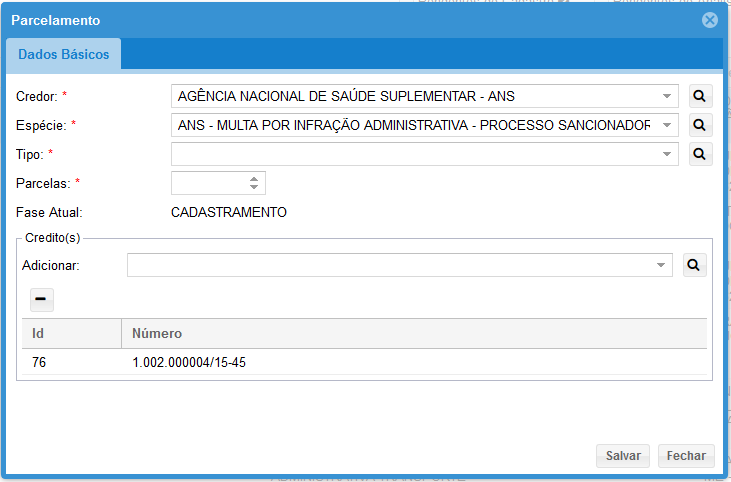 Parcelamento
Dados Básicos
Credor: * AGÊNCIA NACIONAL DE SAÚDE SUPLEMENTAR - ANS
Espécie: * ANS - MULTA POR INFRAÇÃO ADMINISTRATIVA - PROCESSO SANCIONADOR
Tipo: *
Parcelas: *
Fase Atual: CADASTRAMENTO
Credito(s)
Adicionar:
Id Número
76 1.002.000004/15-45
Salvar Fechar